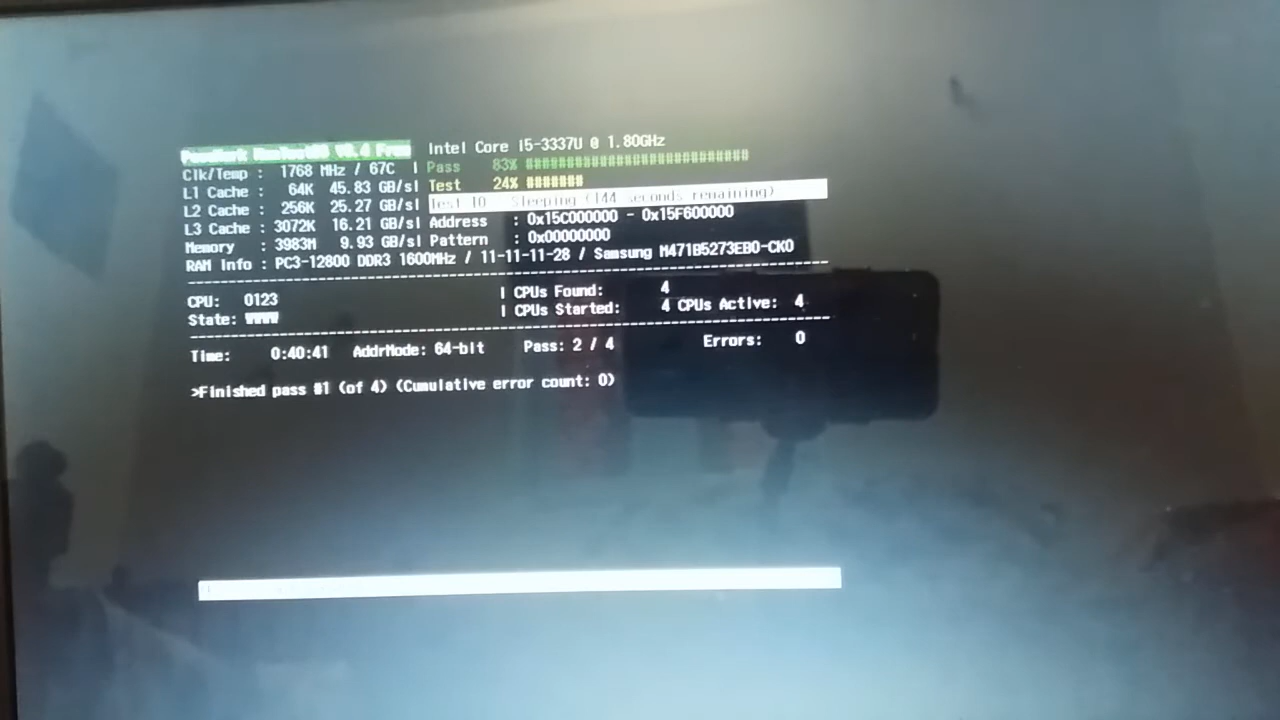 PassMark MemTest86 V8.4 Free
Intel Core i5-3337U @ 1.80GHz
Clk/Temp : 1768 MHz / 67C | Pass 83% ##########################
L1 Cache : 64K 45.83 GB/s| Test 24% #######
L2 Cache : 256K 25.27 GB/s| Test 10 Sleeping (144 seconds remaining)
L3 Cache : 3072K 16.21 GB/s| Address : 0x15C000000 - 0x15F600000
Memory : 3983M 9.93 GB/s| Pattern : 0x00000000
RAM Info : PC3-12800 DDR3 1600MHz / 11-11-11-28 / Samsung M471B5273EB0-CK0
CPU: 0123 | CPUs Found: 4
State: WWWW | CPUs Started: 4 CPUs Active: 4
Time: 0:40:41 AddrMode: 64-bit Pass: 2 / 4 Errors: 0
>Finished pass #1 (of 4) (Cumulative error count: 0)